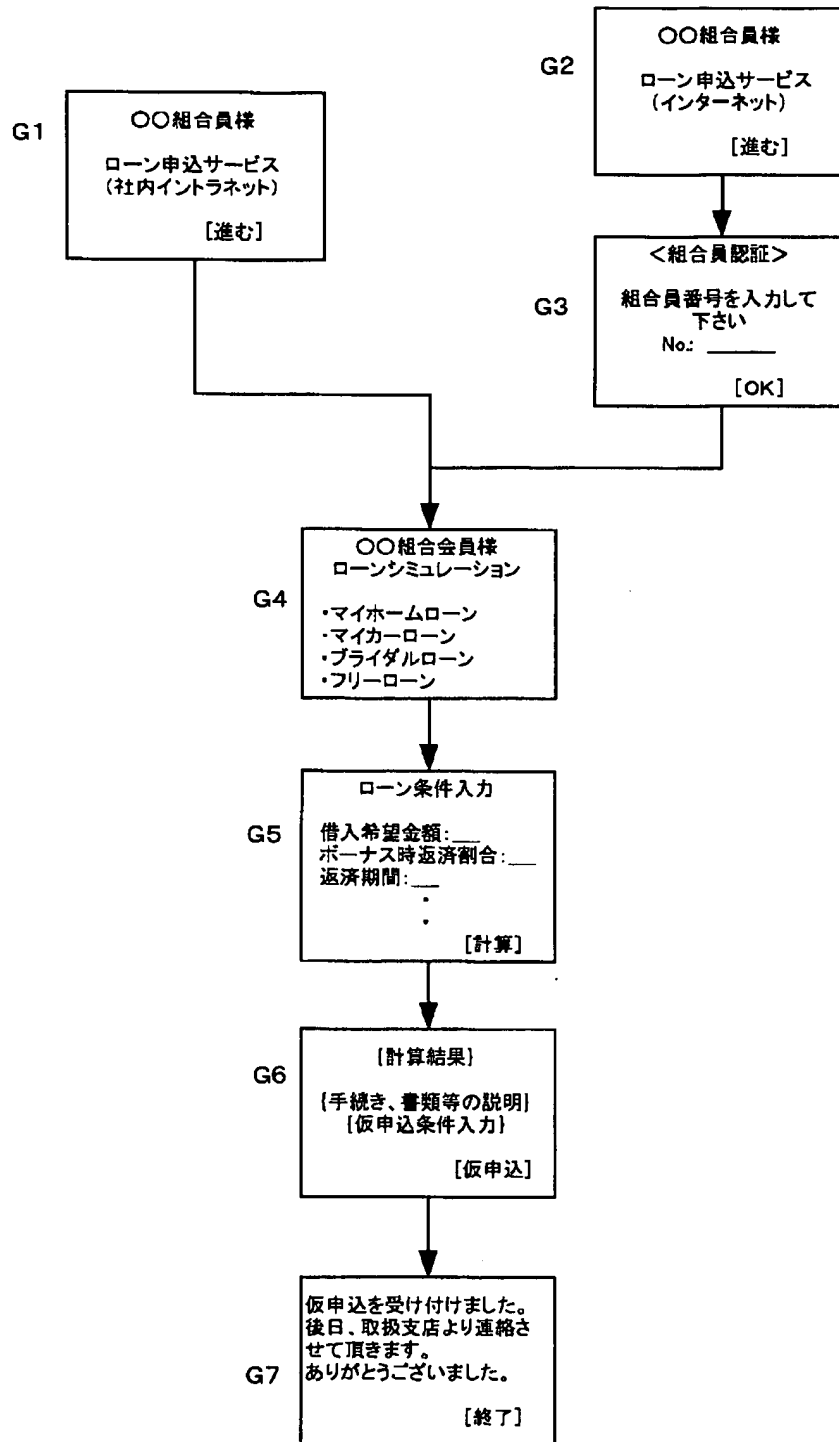 G1
〇〇組合員様
ローン申込サービス
(社内イントラネット)
[進む]
G2
〇〇組合員様
ローン申込サービス
(インターネット)
[進む]
G3
<組合員認証>
組合員番号を入力して
下さい
No.: _____
[OK]
G4
〇〇組合会員様
ローンシミュレーション
・マイホームローン
・マイカーローン
・ブライダルローン
・フリーローン
G5
ローン条件入力
借入希望金額:__
ボーナス時返済割合:__
返済期間:__
・
・
[計算]
G6
{計算結果}
{手続き、書類等の説明}
{仮申込条件入力}
[仮申込]
G7
仮申込を受け付けました。
後日、取扱支店より連絡さ
せて頂きます。
ありがとうございました。
[終了]